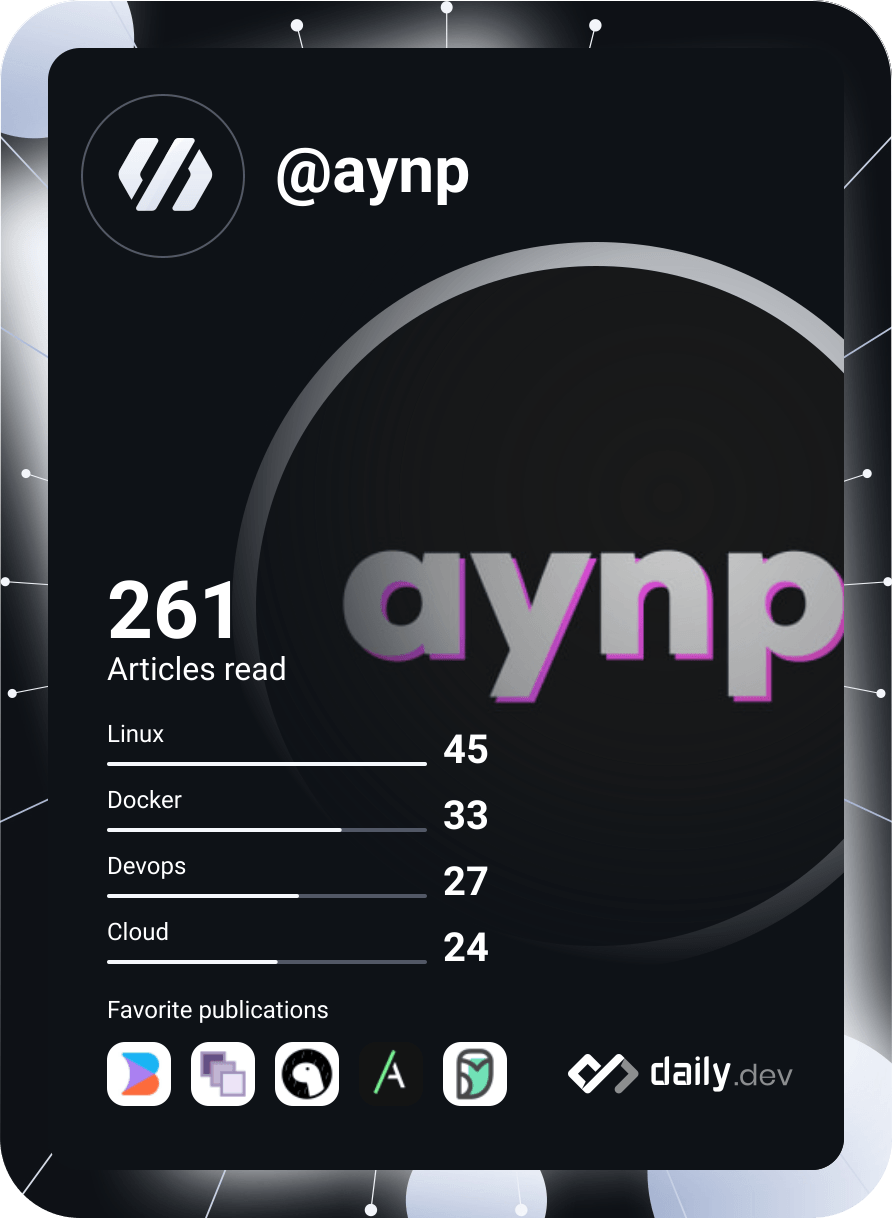 @aynp
aynp
261
Articles read
Linux
45
Docker
33
Devops
27
Cloud
24
Favorite publications
A
daily.dev